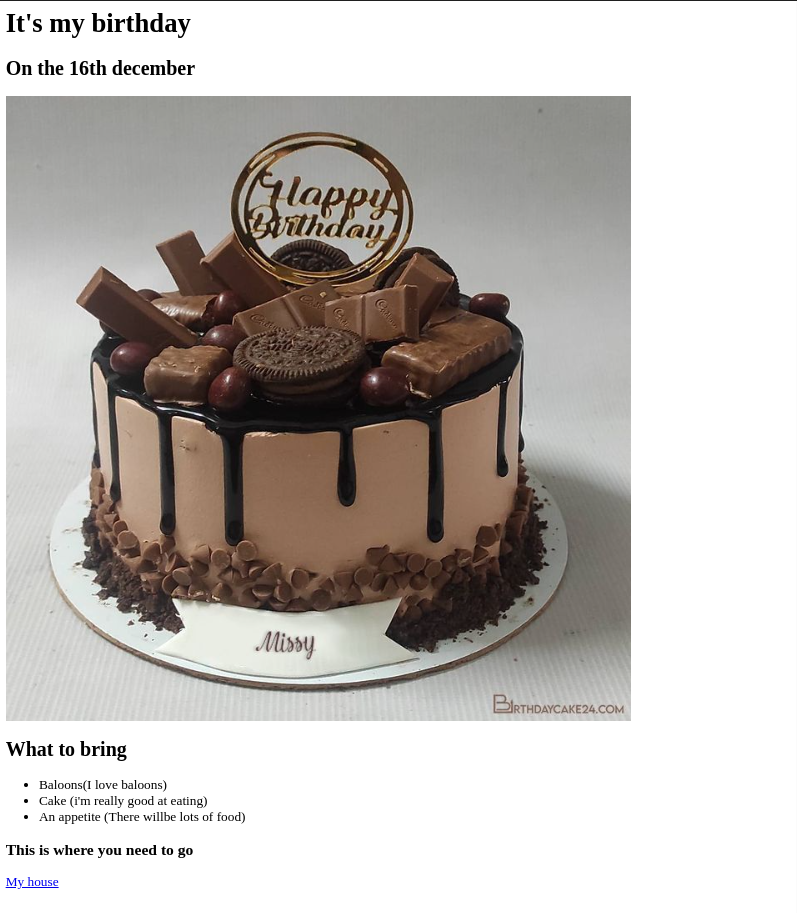 It's my birthday
On the 16th december
Happy
Birthday
Missy
BIRTHDAYCAKE24.COM
What to bring
Baloons(I love baloons)
Cake (i'm really good at eating)
An appetite (There willbe lots of food)
This is where you need to go
My house